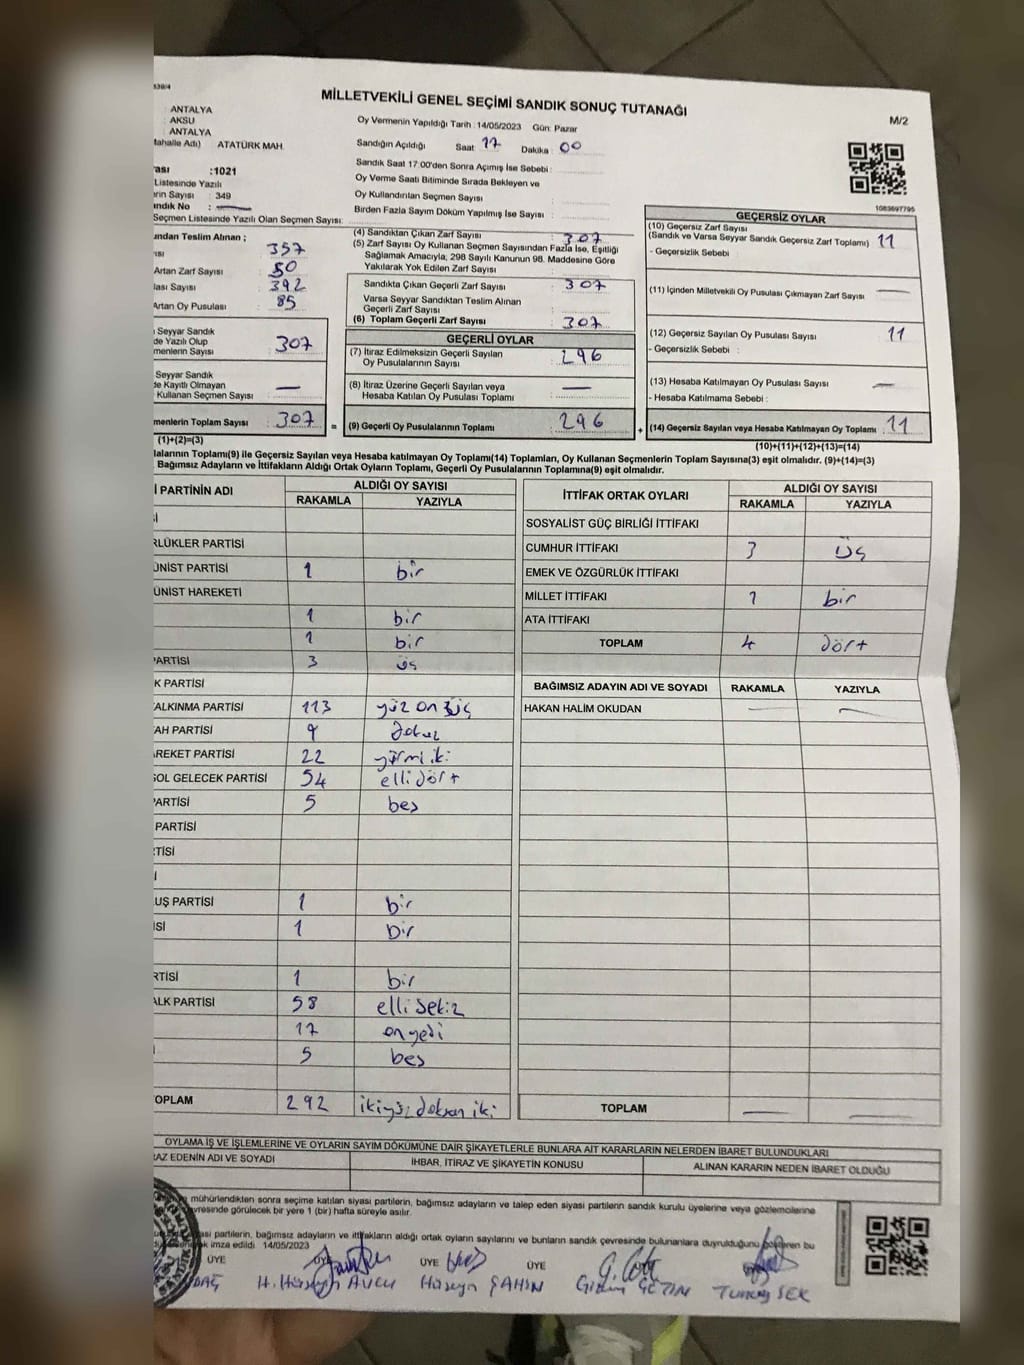 539/4
MİLLETVEKİLİ GENEL SEÇİMİ SANDIK SONUÇ TUTANAĞI
M/2
: ANTALYA
: AKSU
: ANTALYA
Mahalle Adı) ATATÜRK MAH.
ası :1021
Listesinde Yazılı
rin Sayısı : 349
ndık No :
Seçmen Listesinde Yazılı Olan Seçmen Sayısı:
Oy Vermenin Yapıldığı Tarih :14/05/2023 Gün: Pazar
Sandığın Açıldığı Saat 17 Dakika 00
Sandık Saat 17:00'den Sonra Açımış İse Sebebi :
Oy Verme Saati Bitiminde Sırada Bekleyen ve
Oy Kullandırılan Seçmen Sayısı :
Birden Fazla Sayım Döküm Yapılmış İse Sayısı :
1083697795
ından Teslim Alınan ;
ısı 357
Artan Zarf Sayısı 50
lası Sayısı 392
Artan Oy Pusulası 85
(4) Sandıktan Çıkan Zarf Sayısı 307
(5) Zarf Sayısı Oy Kullanan Seçmen Sayısından Fazla İse, Eşitliği
Sağlamak Amacıyla, 298 Sayılı Kanunun 98. Maddesine Göre
Yakılarak Yok Edilen Zarf Sayısı
Sandıkta Çıkan Geçerli Zarf Sayısı 307
Varsa Seyyar Sandıktan Teslim Alınan
Geçerli Zarf Sayısı
(6) Toplam Geçerli Zarf Sayısı 307
GEÇERLİ OYLAR
(7) İtiraz Edilmeksizin Geçerli Sayılan
Oy Pusulalarının Sayısı 296
(8) İtiraz Üzerine Geçerli Sayılan veya
Hesaba Katılan Oy Pusulası Toplamı
(9) Geçerli Oy Pusulalarının Toplamı 296
GEÇERSİZ OYLAR
(10) Geçersiz Zarf Sayısı
(Sandık ve Varsa Seyyar Sandık Geçersiz Zarf Toplamı) 11
- Geçersizlik Sebebi
(11) İçinden Milletvekili Oy Pusulası Çıkmayan Zarf Sayısı
(12) Geçersiz Sayılan Oy Pusulası Sayısı 11
- Geçersizlik Sebebi :
(13) Hesaba Katılmayan Oy Pusulası Sayısı
- Hesaba Katılmama Sebebi :
(14) Geçersiz Sayılan veya Hesaba Katılmayan Oy Toplamı 11
(10)+(11)+(12)+(13)=(14)
Seyyar Sandık
de Yazılı Olup
menlerin Sayısı 307
Seyyar Sandık
de Kayıtlı Olmayan
Kullanan Seçmen Sayısı
menlerin Toplam Sayısı 307
=
+
(1)+(2)=(3)
lalarının Toplamı(9) ile Geçersiz Sayılan veya Hesaba katılmayan Oy Toplamı(14) Toplamları, Oy Kullanan Seçmenlerin Toplam Sayısına(3) eşit olmalıdır. (9)+(14)=(3)
Bağımsız Adayların ve İttifakların Aldığı Ortak Oyların Toplamı, Geçerli Oy Pusulalarının Toplamına(9) eşit olmalıdır.
İ PARTİNİN ADI ALDIĞI OY SAYISI
RAKAMLA YAZIYLA
RLÜKLER PARTİSİ
ÜNİST PARTİSİ 1 bir
ÜNİST HAREKETİ
1 bir
1 bir
PARTİSİ 3 üç
K PARTİSİ
ALKINMA PARTİSİ 113 yüz on üç
AH PARTİSİ 9 dokuz
AREKET PARTİSİ 22 yirmi iki
SOL GELECEK PARTİSİ 54 elli dört
PARTİSİ 5 beş
PARTİSİ
RTİSİ
İ
UŞ PARTİSİ 1 bir
İSİ 1 bir
RTİSİ 1 bir
ALK PARTİSİ 58 elli sekiz
17 on yedi
5 beş
TOPLAM 292 ikiyüz doksan iki
İTTİFAK ORTAK OYLARI ALDIĞI OY SAYISI
RAKAMLA YAZIYLA
SOSYALİST GÜÇ BİRLİĞİ İTTİFAKI
CUMHUR İTTİFAKI 3 üç
EMEK VE ÖZGÜRLÜK İTTİFAKI
MİLLET İTTİFAKI 1 bir
ATA İTTİFAKI
TOPLAM 4 dört
BAĞIMSIZ ADAYIN ADI VE SOYADI RAKAMLA YAZIYLA
HAKAN HALİM OKUDAN
TOPLAM
OYLAMA İŞ VE İŞLEMLERİNE VE OYLARIN SAYIM DÖKÜMÜNE DAİR ŞİKAYETLERLE BUNLARA AİT KARARLARIN NELERDEN İBARET BULUNDUKLARI
RAZ EDENİN ADI VE SOYADI İHBAR, İTİRAZ VE ŞİKAYETİN KONUSU ALINAN KARARIN NEDEN İBARET OLDUĞU
mühürlendikten sonra seçime katılan siyasi partilerin, bağımsız adayların ve talep eden siyasi partilerin sandık kurulu üyelerine veya gözlemcilerine
vresinde görülecek bir yere 1 (bir) hafta süreyle asılır.
asi partilerin, bağımsız adayların ve ittifakların aldığı ortak oyların sayılarını ve bunların sandık çevresinde bulunanlara duyrulduğunu gösteren bu
imza edildi. 14/05/2023
ÜYE ÜYE ÜYE
H. Hüseyin AVCU Hüseyin ŞAHİN ÇETİN